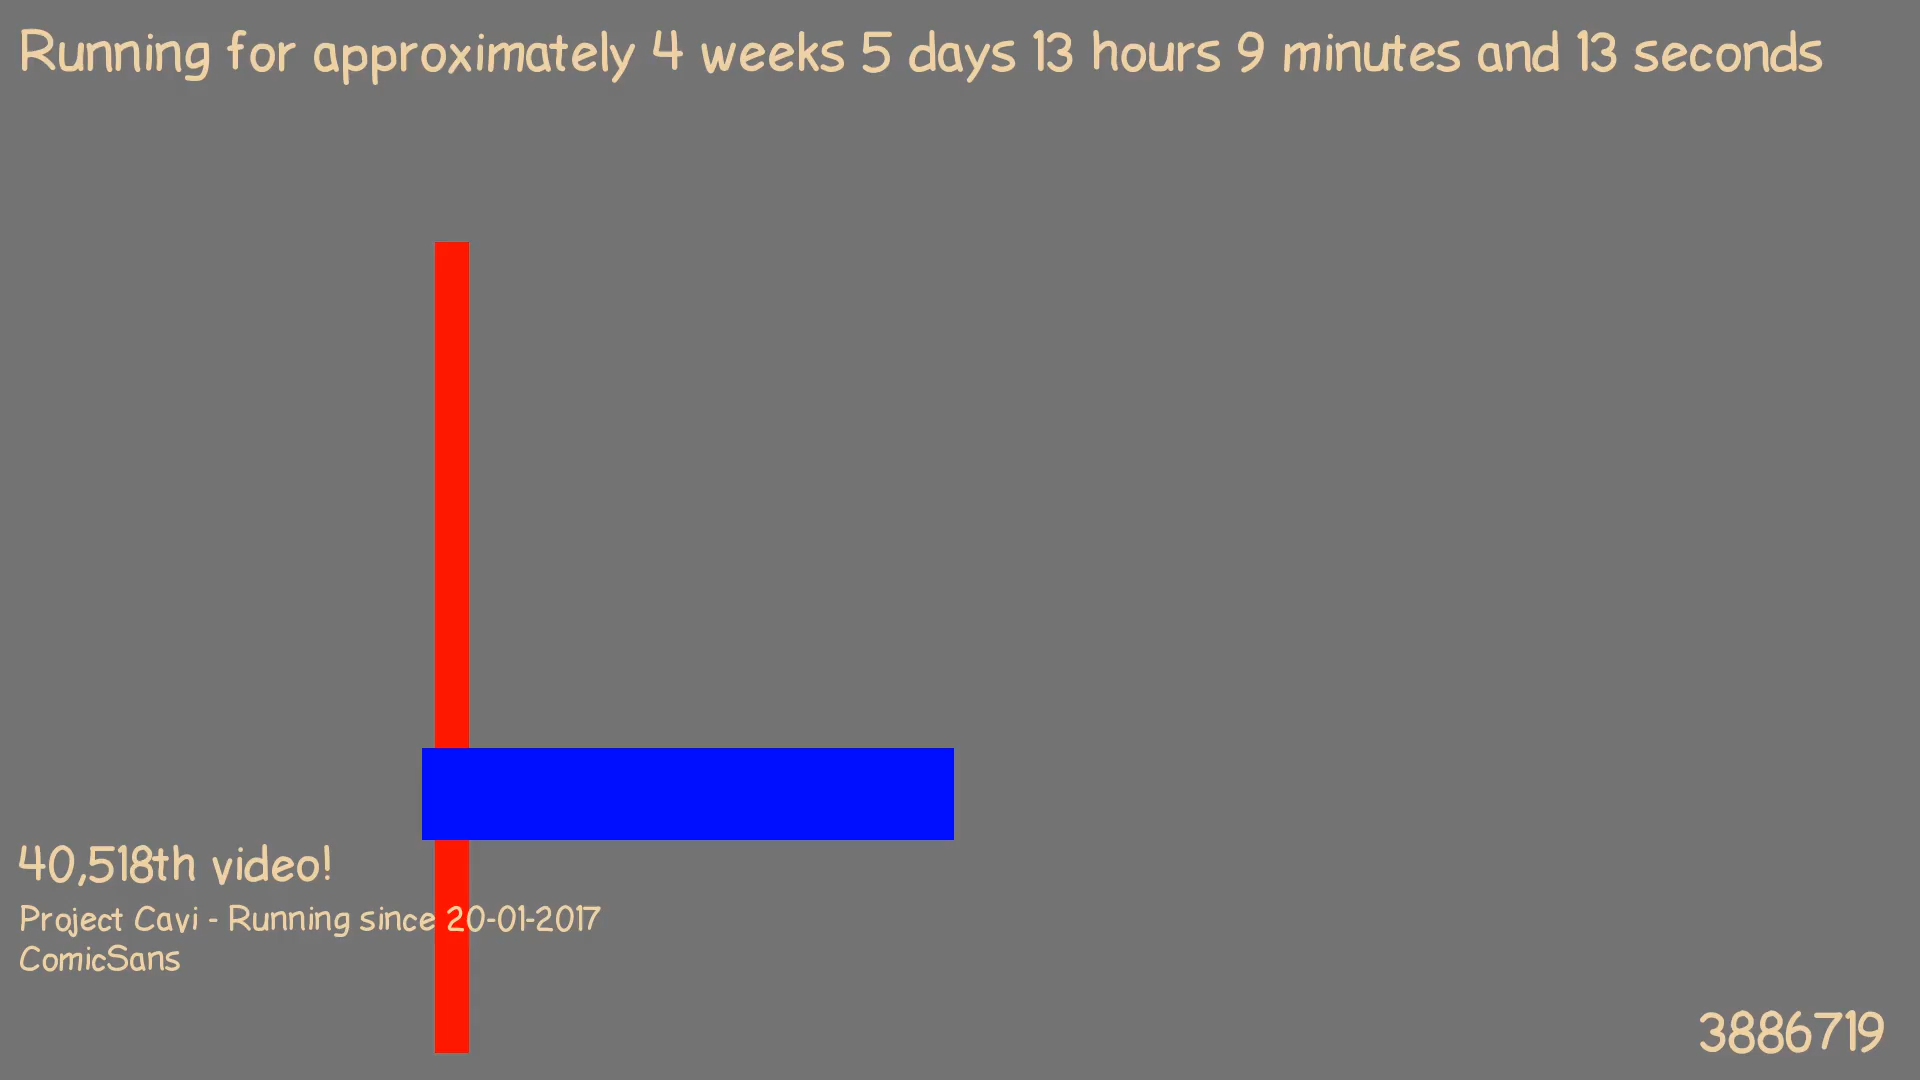 Running for approximately 4 weeks 5 days 13 hours 9 minutes and 13 seconds
40,518th video!
Project Cavi - Running since 20-01-2017
ComicSans
3886719